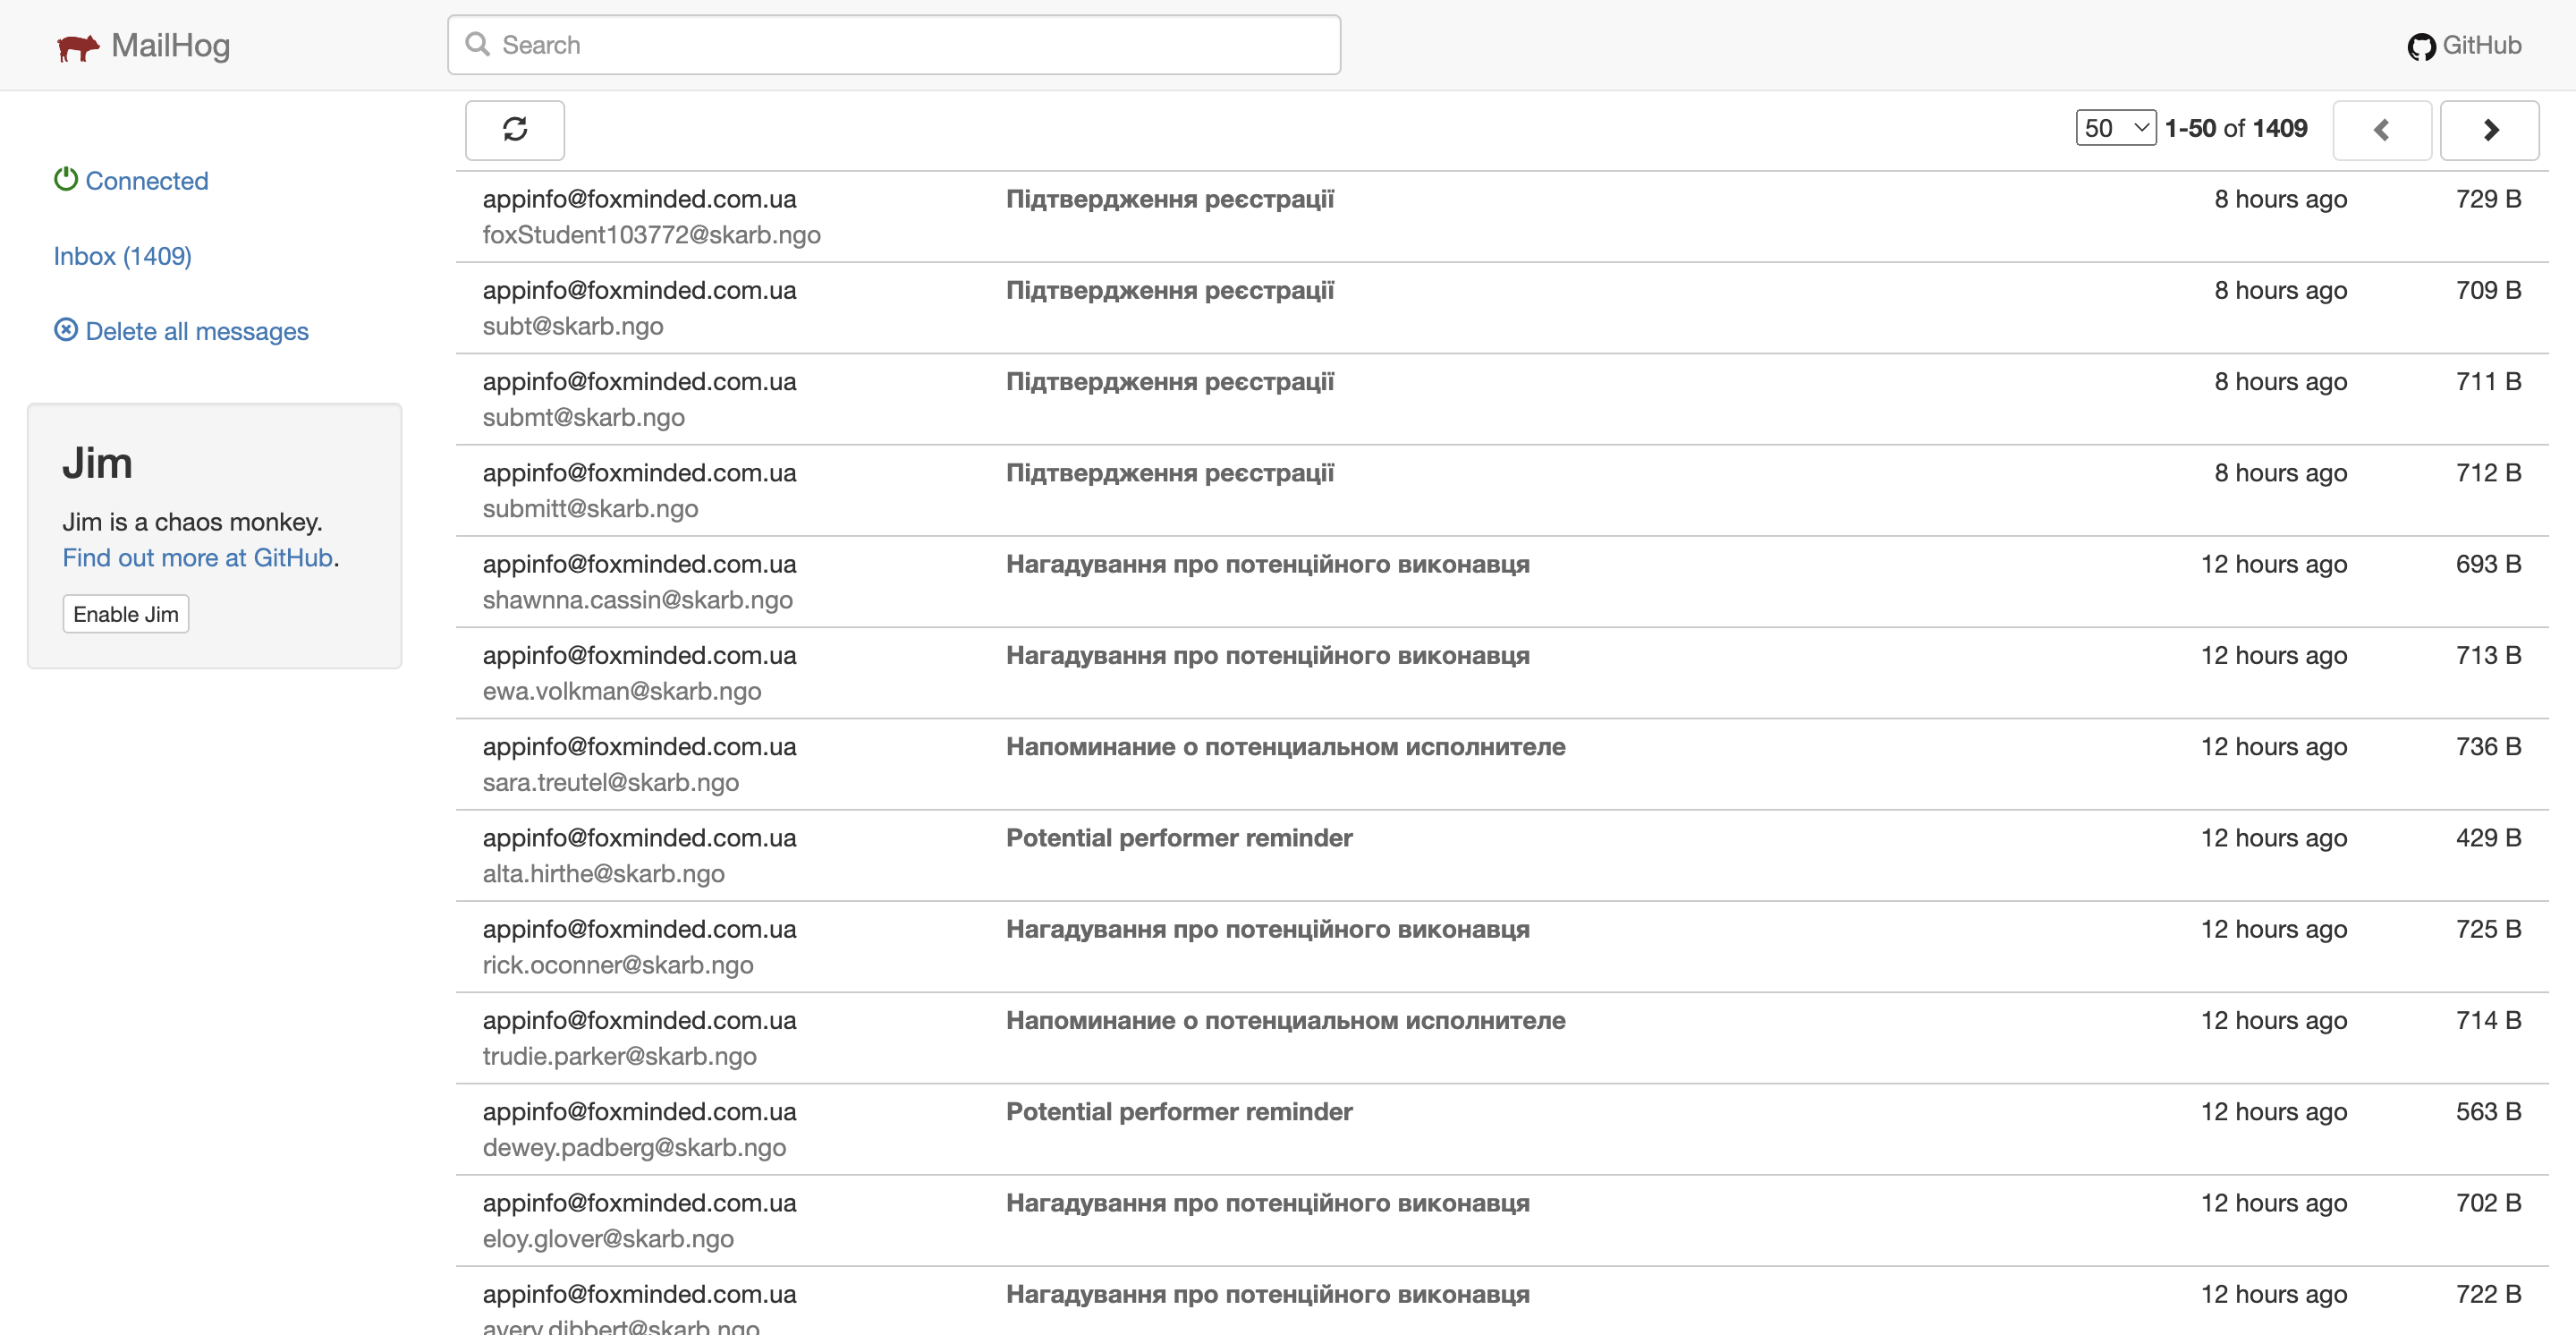 MailHog
Search
GitHub
Connected
Inbox (1409)
Delete all messages
Jim
Jim is a chaos monkey.
Find out more at GitHub.
Enable Jim
50 1-50 of 1409
appinfo@foxminded.com.ua Підтвердження реєстрації 8 hours ago 729 B
foxStudent103772@skarb.ngo
appinfo@foxminded.com.ua Підтвердження реєстрації 8 hours ago 709 B
subt@skarb.ngo
appinfo@foxminded.com.ua Підтвердження реєстрації 8 hours ago 711 B
submt@skarb.ngo
appinfo@foxminded.com.ua Підтвердження реєстрації 8 hours ago 712 B
submitt@skarb.ngo
appinfo@foxminded.com.ua Нагадування про потенційного виконавця 12 hours ago 693 B
shawnna.cassin@skarb.ngo
appinfo@foxminded.com.ua Нагадування про потенційного виконавця 12 hours ago 713 B
ewa.volkman@skarb.ngo
appinfo@foxminded.com.ua Напоминание о потенциальном исполнителе 12 hours ago 736 B
sara.treutel@skarb.ngo
appinfo@foxminded.com.ua Potential performer reminder 12 hours ago 429 B
alta.hirthe@skarb.ngo
appinfo@foxminded.com.ua Нагадування про потенційного виконавця 12 hours ago 725 B
rick.oconner@skarb.ngo
appinfo@foxminded.com.ua Напоминание о потенциальном исполнителе 12 hours ago 714 B
trudie.parker@skarb.ngo
appinfo@foxminded.com.ua Potential performer reminder 12 hours ago 563 B
dewey.padberg@skarb.ngo
appinfo@foxminded.com.ua Нагадування про потенційного виконавця 12 hours ago 702 B
eloy.glover@skarb.ngo
appinfo@foxminded.com.ua Нагадування про потенційного виконавця 12 hours ago 722 B
avery.dibbert@skarb.ngo